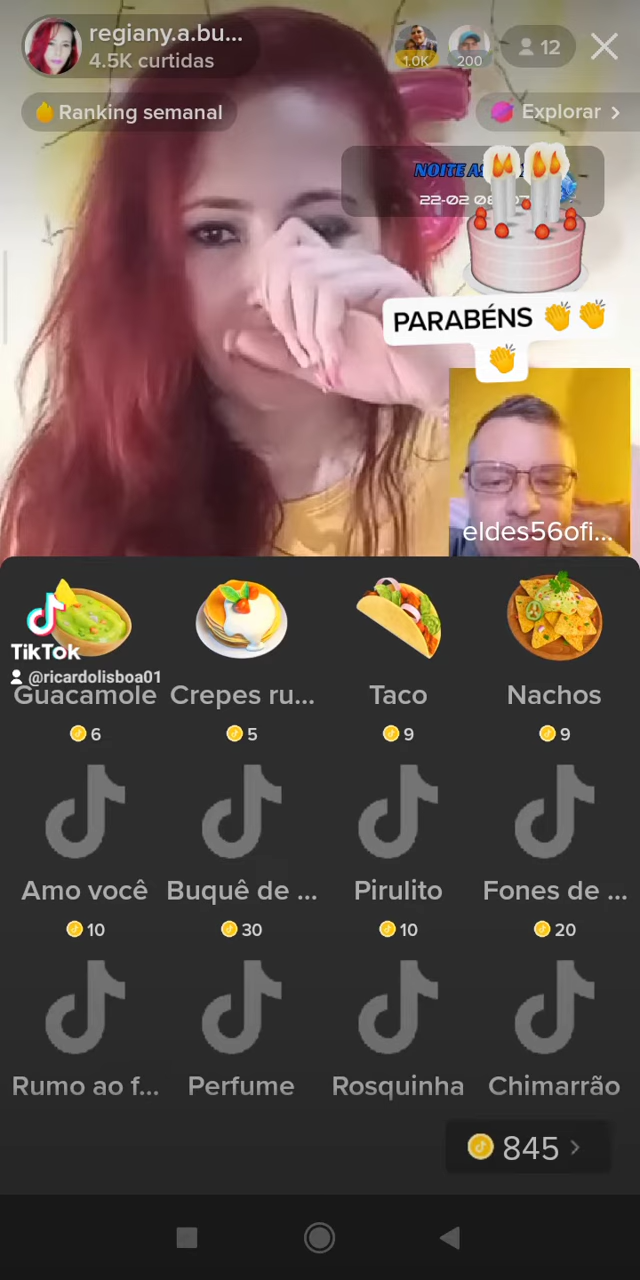 regiany.a.bu...
4.5K curtidas
1.0K
200
12
Ranking semanal
Explorar
NOITE
22-02
PARABÉNS 👏 👏
👏
eldes56ofi...
TikTok
@ricardolisboa01
Guacamole
Crepes ru...
Taco
Nachos
6
5
9
9
Amo você
Buquê de ...
Pirulito
Fones de ...
10
30
10
20
Rumo ao f...
Perfume
Rosquinha
Chimarrão
845